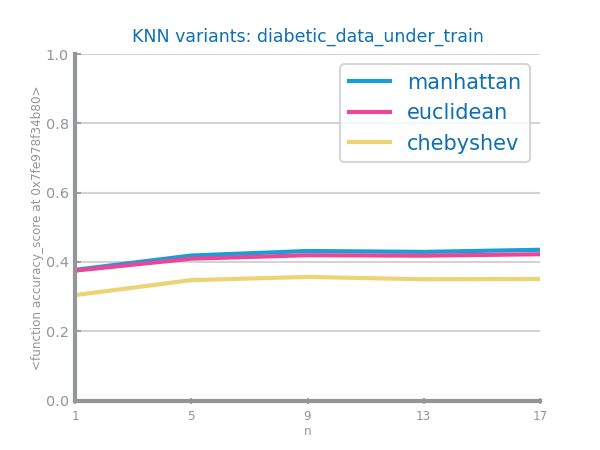 KNN variants: diabetic_data_under_train
1.0
0.8
0.6
0.4
0.2
0.0
<function accuracy_score at 0x7fe978f34b80>
manhattan
euclidean
chebyshev
1 5 9 13 17
n